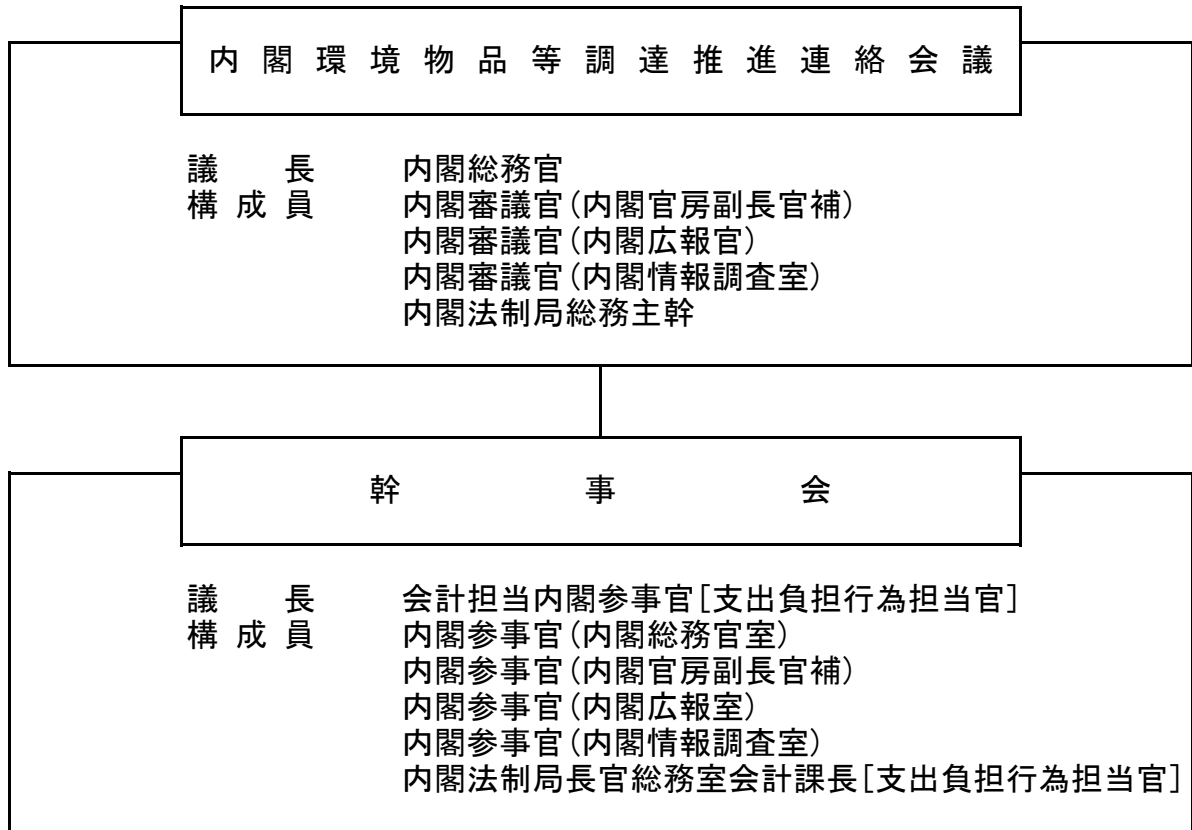 内閣環境物品等調達推進連絡会議
議長 内閣総務官
構成員 内閣審議官(内閣官房副長官補)
内閣審議官(内閣広報官)
内閣審議官(内閣情報調査室)
内閣法制局総務主幹
幹事会
議長 会計担当内閣参事官[支出負担行為担当官]
構成員 内閣参事官(内閣総務官室)
内閣参事官(内閣官房副長官補)
内閣参事官(内閣広報室)
内閣参事官(内閣情報調査室)
内閣法制局長官総務室会計課長[支出負担行為担当官]